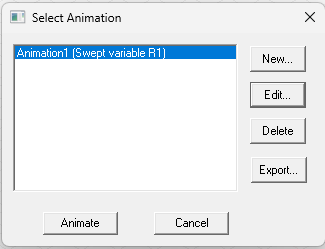 Select Animation
Animation1 (Swept variable R1)
New...
Edit...
Delete
Export...
Animate
Cancel